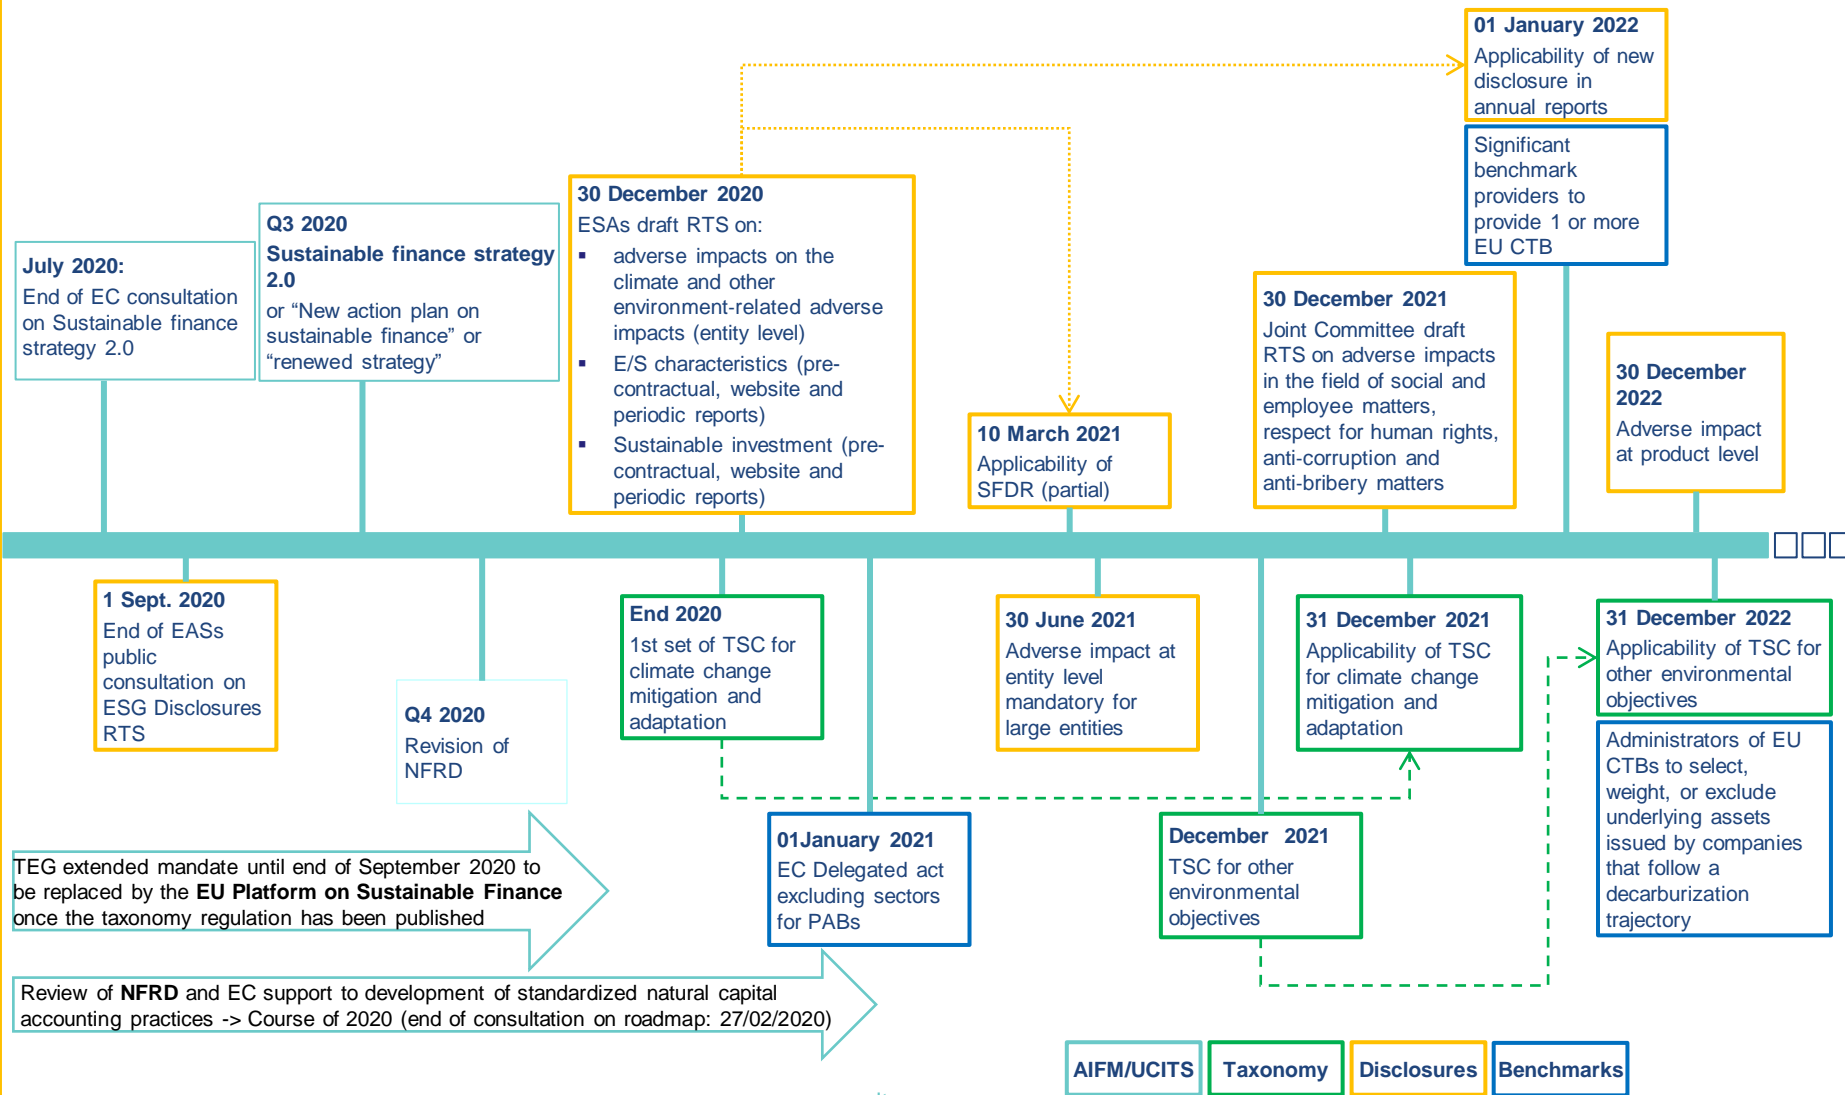 01 January 2022
Applicability of new
disclosure in
annual reports
Significant
benchmark
providers to
provide 1 or more
EU CTB
30 December 2020
ESAs draft RTS on:
▪ adverse impacts on the
climate and other
environment-related adverse
impacts (entity level)
▪ E/S characteristics (pre-
contractual, website and
periodic reports)
▪ Sustainable investment (pre-
contractual, website and
periodic reports)
Q3 2020
Sustainable finance strategy
2.0
or “New action plan on
sustainable finance” or
“renewed strategy”
July 2020:
End of EC consultation
on Sustainable finance
strategy 2.0
10 March 2021
Applicability of
SFDR (partial)
30 December 2021
Joint Committee draft
RTS on adverse impacts
in the field of social and
employee matters,
respect for human rights,
anti-corruption and
anti-bribery matters
30 December
2022
Adverse impact
at product level
1 Sept. 2020
End of EASs
public
consultation on
ESG Disclosures
RTS
Q4 2020
Revision of
NFRD
End 2020
1st set of TSC for
climate change
mitigation and
adaptation
01January 2021
EC Delegated act
excluding sectors
for PABs
30 June 2021
Adverse impact at
entity level
mandatory for
large entities
December 2021
TSC for other
environmental
objectives
31 December 2021
Applicability of TSC
for climate change
mitigation and
adaptation
31 December 2022
Applicability of TSC for
other environmental
objectives
Administrators of EU
CTBs to select,
weight, or exclude
underlying assets
issued by companies
that follow a
decarburization
trajectory
TEG extended mandate until end of September 2020 to
be replaced by the EU Platform on Sustainable Finance
once the taxonomy regulation has been published
Review of NFRD and EC support to development of standardized natural capital
accounting practices -> Course of 2020 (end of consultation on roadmap: 27/02/2020)
AIFM/UCITS
Taxonomy
Disclosures
Benchmarks